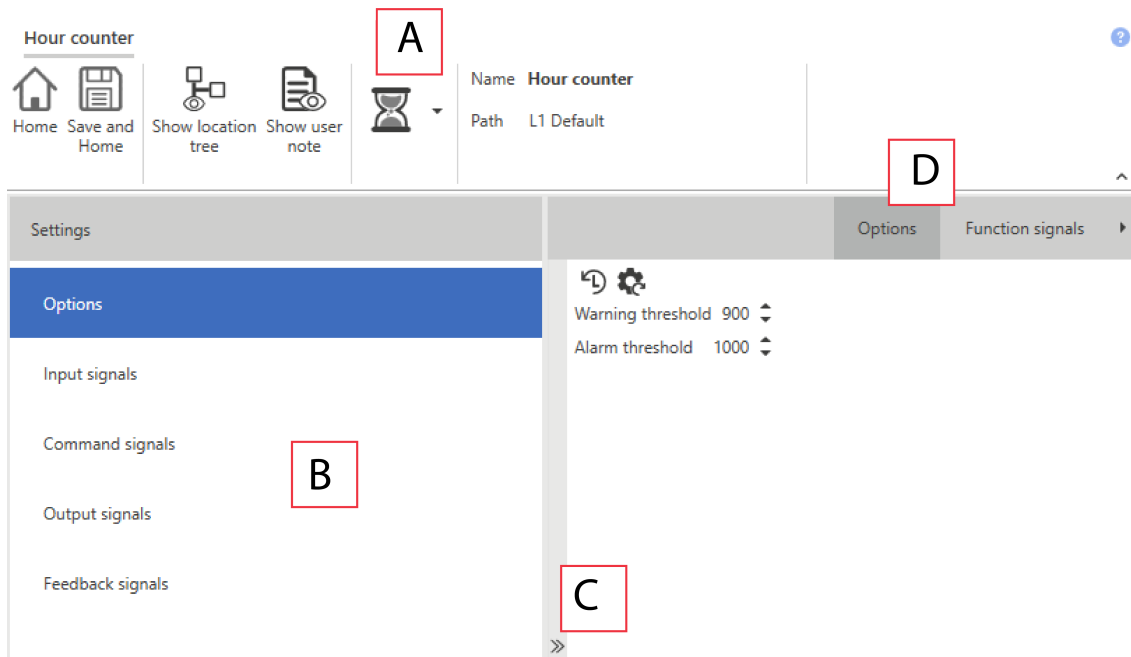 A
Hour counter
?
Home
Save and
Home
Show location
tree
Show user
note
Name Hour counter
Path L1 Default
D
Settings
Options Function signals
Options
Warning threshold 900
Alarm threshold 1000
Input signals
Command signals
B
Output signals
Feedback signals
C